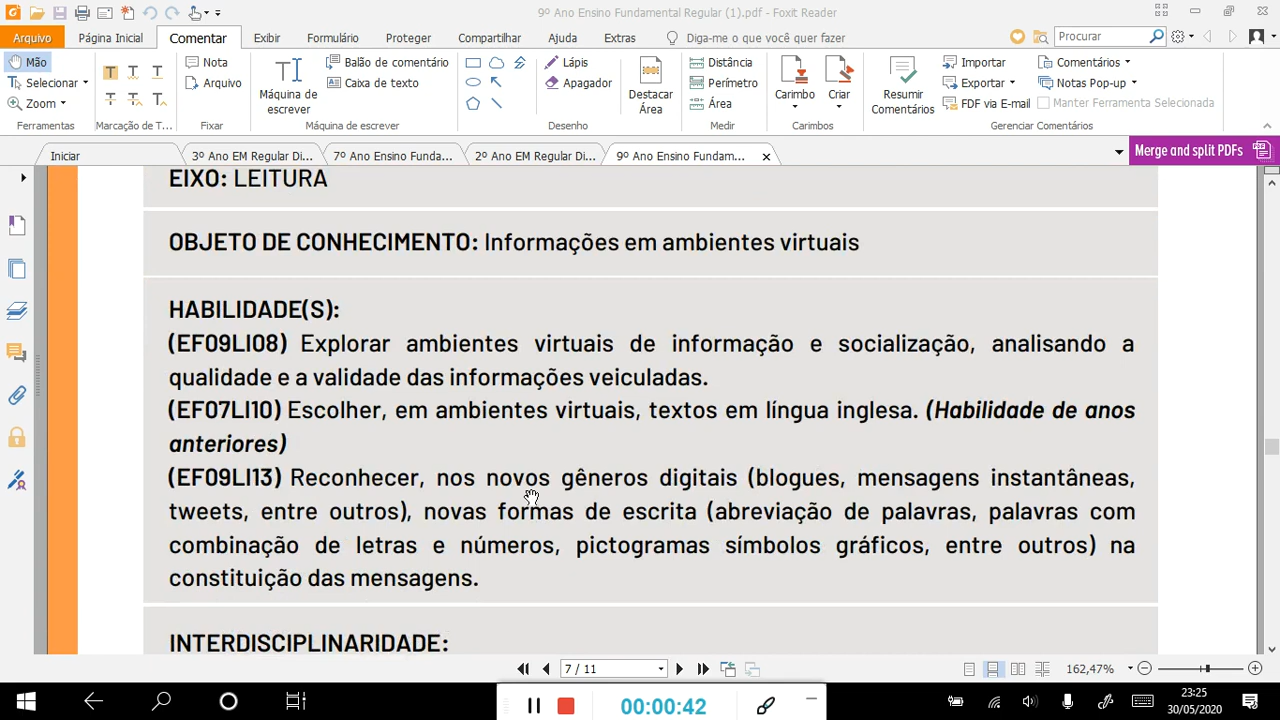 9º Ano Ensino Fundamental Regular (1).pdf - Foxit Reader
Arquivo Página Inicial Comentar Exibir Formulário Proteger Compartilhar Ajuda Extras Diga-me o que você quer fazer Procurar
Mão Nota Balão de comentário Lápis Distância Importar Comentários
Selecionar Arquivo Caixa de texto Apagador Perímetro Exportar Notas Pop-up
Zoom Máquina de escrever Destacar Área Área Carimbo Criar Resumir Comentários FDF via E-mail Manter Ferramenta Selecionada
Ferramentas Marcação de T... Fixar Máquina de escrever Desenho Medir Carimbos Gerenciar Comentários
Iniciar 3º Ano EM Regular Di... 7º Ano Ensino Funda... 2º Ano EM Regular Di... 9º Ano Ensino Fundam... Merge and split PDFs
EIXO: LEITURA
OBJETO DE CONHECIMENTO: Informações em ambientes virtuais
HABILIDADE(S):
(EF09LI08) Explorar ambientes virtuais de informação e socialização, analisando a
qualidade e a validade das informações veiculadas.
(EF07LI10) Escolher, em ambientes virtuais, textos em língua inglesa. (Habilidade de anos
anteriores)
(EF09LI13) Reconhecer, nos novos gêneros digitais (blogues, mensagens instantâneas,
tweets, entre outros), novas formas de escrita (abreviação de palavras, palavras com
combinação de letras e números, pictogramas símbolos gráficos, entre outros) na
constituição das mensagens.
INTERDISCIPLINARIDADE:
7 / 11 162,47%
00:00:42
23:25
30/05/2020